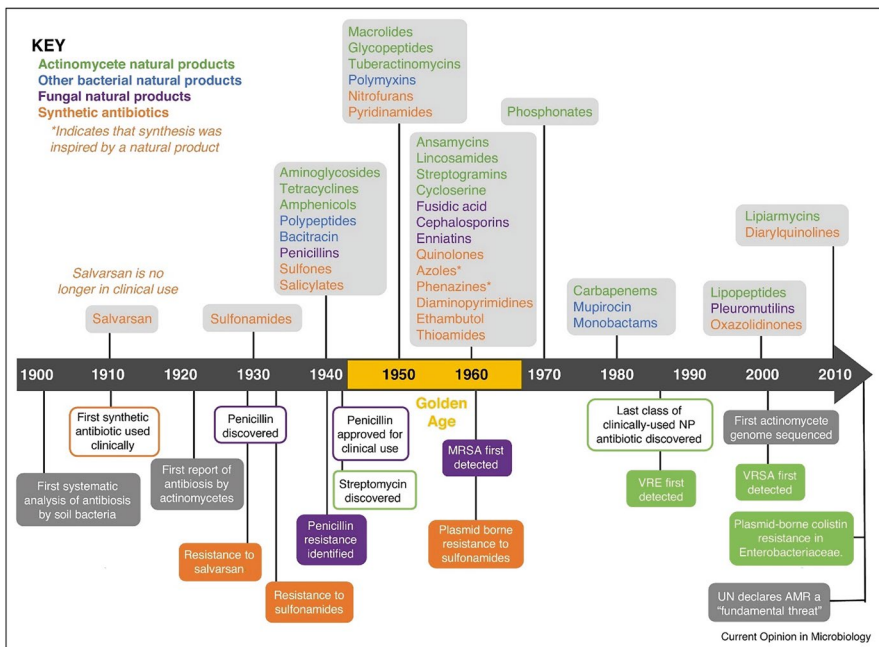 KEY
Actinomycete natural products
Other bacterial natural products
Fungal natural products
Synthetic antibiotics
*Indicates that synthesis was
inspired by a natural product
Salvarsan is no
longer in clinical use
Salvarsan
Sulfonamides
Aminoglycosides
Tetracyclines
Amphenicols
Polypeptides
Bacitracin
Penicillins
Sulfones
Salicylates
Macrolides
Glycopeptides
Tuberactinomycins
Polymyxins
Nitrofurans
Pyridinamides
Ansamycins
Lincosamides
Streptogramins
Cycloserine
Fusidic acid
Cephalosporins
Enniatins
Quinolones
Azoles*
Phenazines*
Diaminopyrimidines
Ethambutol
Thioamides
Phosphonates
Carbapenems
Mupirocin
Monobactams
Lipopeptides
Pleuromutilins
Oxazolidinones
Lipiarmycins
Diarylquinolines
1900 1910 1920 1930 1940 1950 1960 1970 1980 1990 2000 2010
Golden
Age
First systematic
analysis of antibiosis
by soil bacteria
First synthetic
antibiotic used
clinically
First report of
antibiosis by
actinomycetes
Penicillin
discovered
Resistance to
salvarsan
Resistance to
sulfonamides
Penicillin
resistance
identified
Penicillin
approved for
clinical use
Streptomycin
discovered
MRSA first
detected
Plasmid borne
resistance to
sulfonamides
Last class of
clinically-used NP
antibiotic discovered
VRE first
detected
First actinomycete
genome sequenced
VRSA first
detected
Plasmid-borne colistin
resistance in
Enterobacteriaceae.
UN declares AMR a
“fundamental threat”
Current Opinion in Microbiology